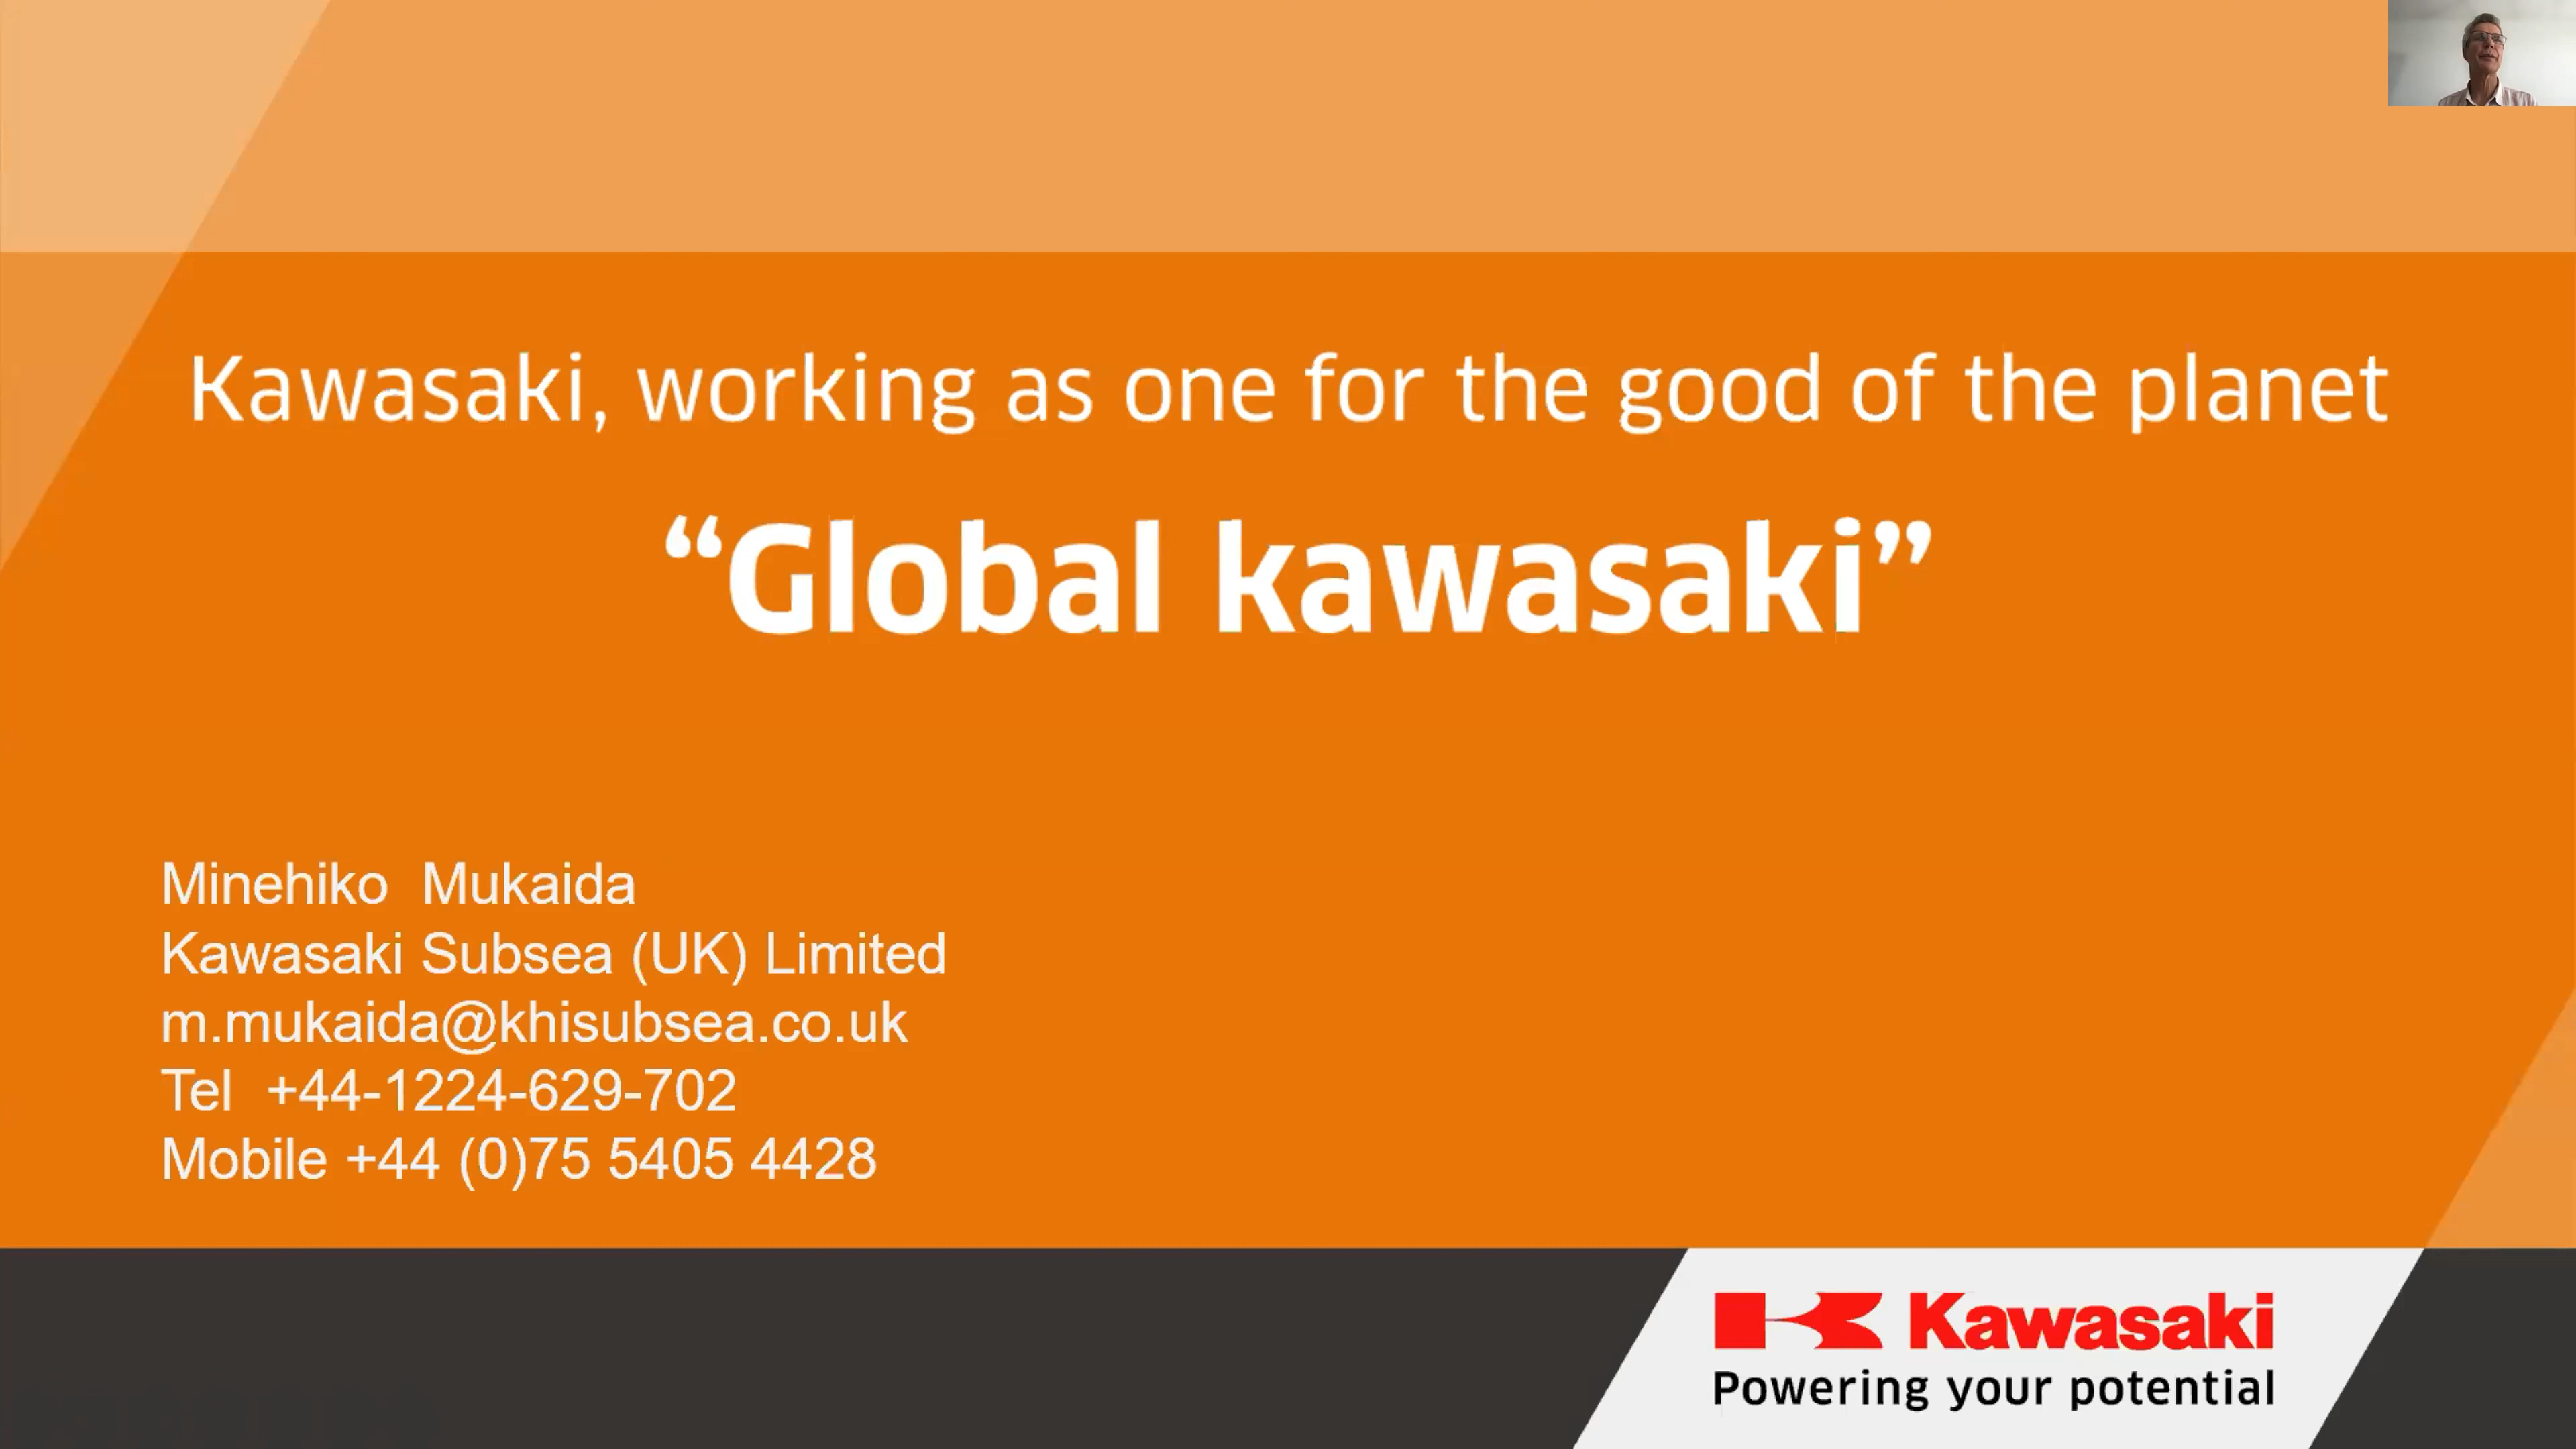 Kawasaki, working as one for the good of the planet
“Global kawasaki”
Minehiko  Mukaida
Kawasaki Subsea (UK) Limited
m.mukaida@khisubsea.co.uk
Tel  +44-1224-629-702
Mobile +44 (0)75 5405 4428
Kawasaki
Powering your potential